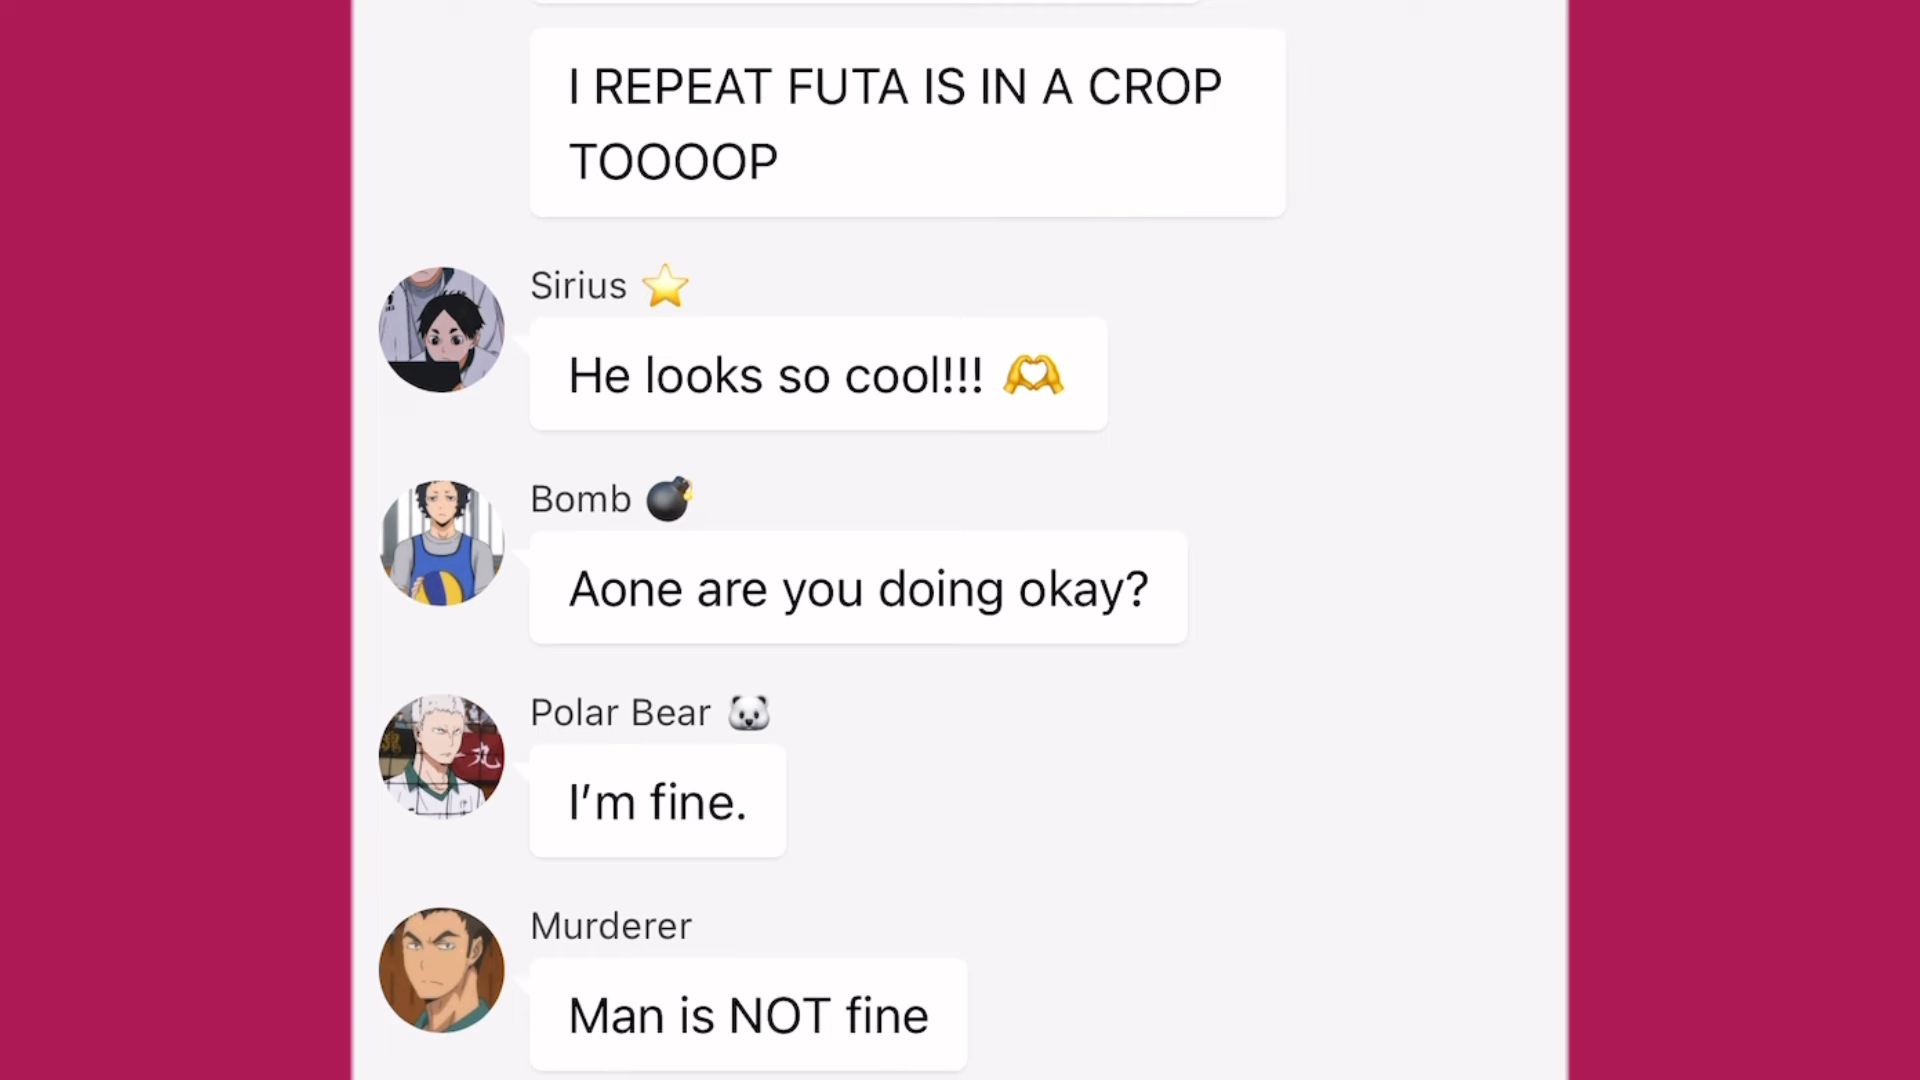 I REPEAT FUTA IS IN A CROP
TOOOOP
Sirius ⭐
He looks so cool!!! 🫶
Bomb 💣
Aone are you doing okay?
Polar Bear 🐻‍❄️
I’m fine.
Murderer
Man is NOT fine